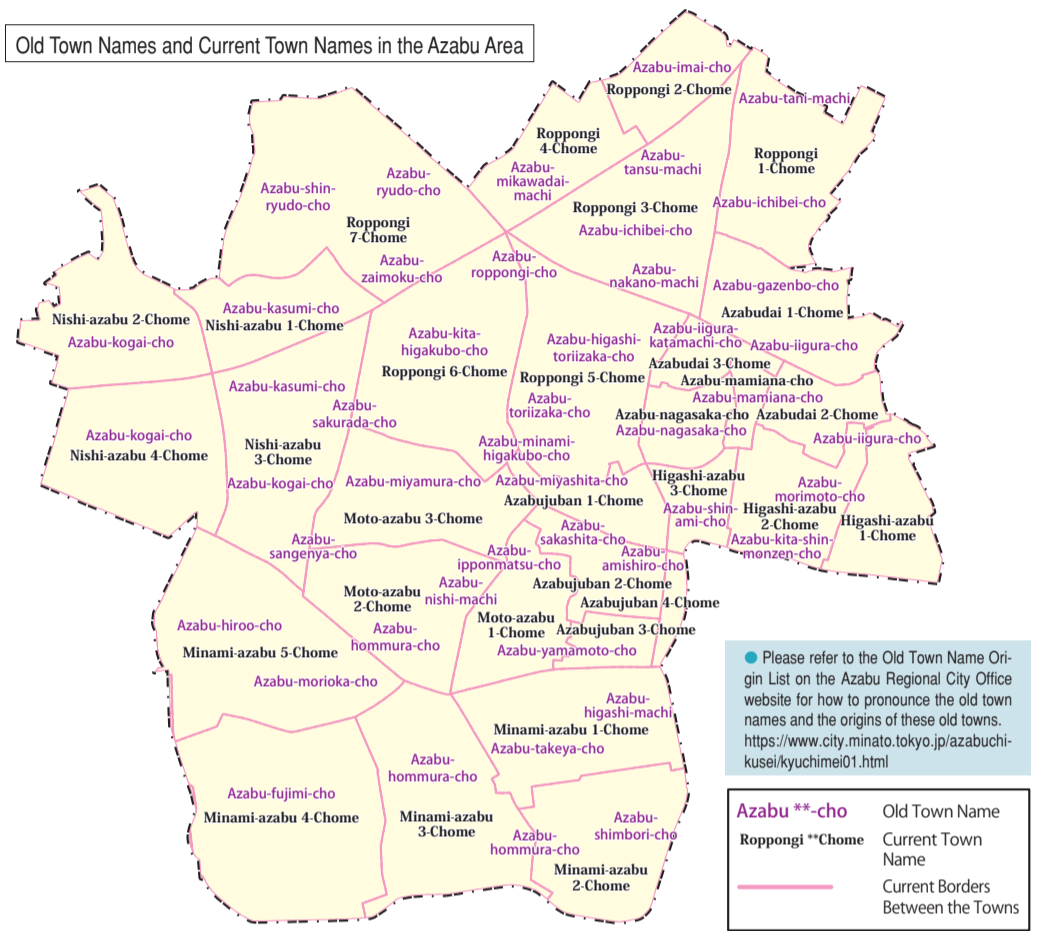 Old Town Names and Current Town Names in the Azabu Area
Azabu-imai-cho
Roppongi 2-Chome
Azabu-tani-machi
Roppongi
4-Chome
Azabu-
mikawadai-
machi
Azabu-
tansu-machi
Roppongi
1-Chome
Azabu-shin-
ryudo-cho
Azabu-
ryudo-cho
Roppongi
7-Chome
Roppongi 3-Chome
Azabu-ichibei-cho
Azabu-ichibei-cho
Azabu-
zaimoku-cho
Azabu-
roppongi-cho
Azabu-
nakano-machi
Azabu-gazenbo-cho
Azabudai 1-Chome
Nishi-azabu 2-Chome
Azabu-kogai-cho
Azabu-kasumi-cho
Nishi-azabu 1-Chome
Azabu-kita-
higakubo-cho
Roppongi 6-Chome
Azabu-higashi-
toriizaka-cho
Roppongi 5-Chome
Azabu-
toriizaka-cho
Azabu-iigura-
katamachi-cho
Azabu-iigura-cho
Azabudai 3-Chome
Azabu-mamiana-cho
Azabu-mamiana-cho
Azabu-nagasaka-cho
Azabu-nagasaka-cho
Azabudai 2-Chome
Azabu-iigura-cho
Azabu-kasumi-cho
Azabu-
sakurada-cho
Azabu-kogai-cho
Nishi-azabu 4-Chome
Nishi-azabu
3-Chome
Azabu-kogai-cho
Azabu-minami-
higakubo-cho
Azabu-miyamura-cho
Azabu-miyashita-cho
Azabujuban 1-Chome
Moto-azabu 3-Chome
Higashi-azabu
3-Chome
Azabu-shin-
ami-cho
Azabu-
morimoto-cho
Higashi-azabu
2-Chome
Azabu-kita-shin-
monzen-cho
Higashi-azabu
1-Chome
Azabu-
sangenya-cho
Azabu-
sakashita-cho
Azabu-
ipponmatsu-cho
Azabu-
amishiro-cho
Azabu-
nishi-machi
Moto-azabu
2-Chome
Azabujuban 2-Chome
Azabujuban 4-Chome
Moto-azabu
1-Chome
Azabujuban 3-Chome
Azabu-yamamoto-cho
Azabu-
hommura-cho
Azabu-hiroo-cho
Minami-azabu 5-Chome
Azabu-morioka-cho
Azabu-
higashi-machi
Minami-azabu 1-Chome
Azabu-takeya-cho
Azabu-
hommura-cho
Azabu-fujimi-cho
Minami-azabu 4-Chome
Minami-azabu
3-Chome
Azabu-
shimbori-cho
Azabu-
hommura-cho
Minami-azabu
2-Chome
● Please refer to the Old Town Name Ori-
gin List on the Azabu Regional City Office
website for how to pronounce the old town
names and the origins of these old towns.
https://www.city.minato.tokyo.jp/azabuchi-
kusei/kyuchimei01.html
Azabu **-cho Old Town Name
Roppongi **Chome Current Town
Name
Current Borders
Between the Towns